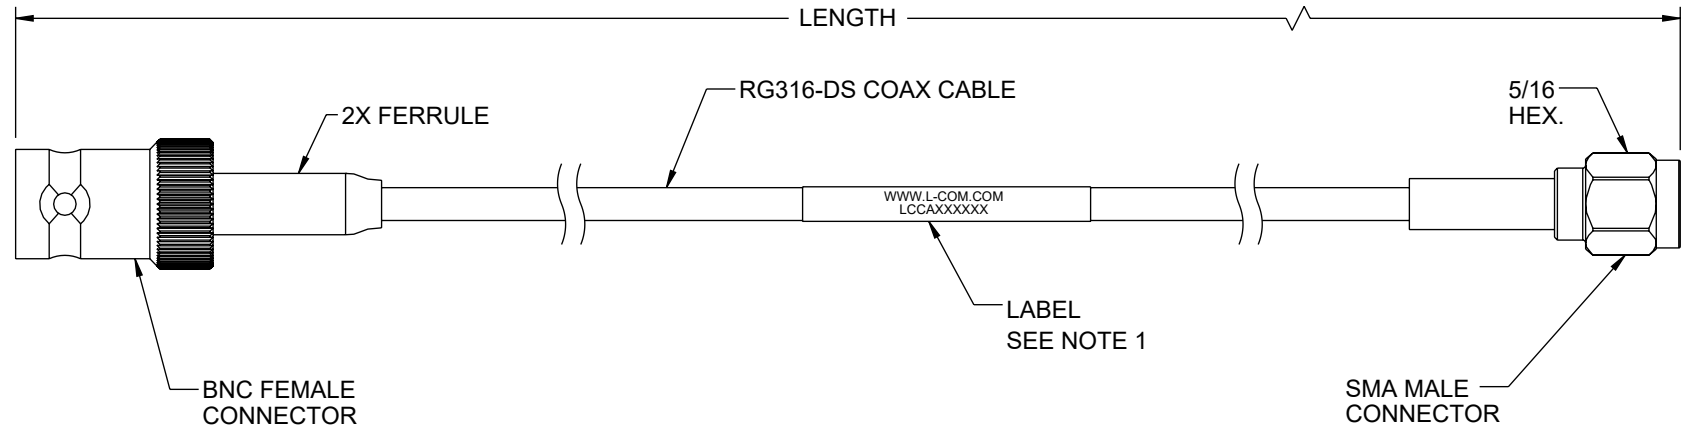 LENGTH
RG316-DS COAX CABLE
5/16
HEX.
2X FERRULE
WWW.L-COM.COM
LCCAXXXXXX
LABEL
SEE NOTE 1
BNC FEMALE
CONNECTOR
SMA MALE
CONNECTOR